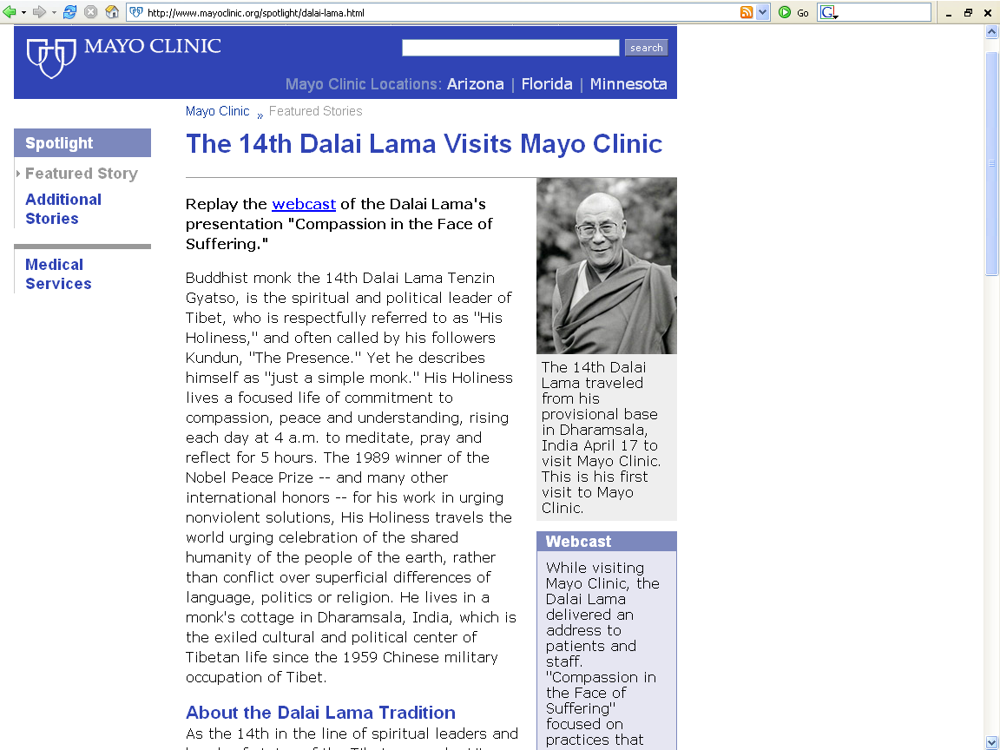 http://www.mayoclinic.org/spotlight/dalai-lama.html
Go
G
MAYO CLINIC
search
Mayo Clinic Locations: Arizona | Florida | Minnesota
Mayo Clinic » Featured Stories
Spotlight
Featured Story
Additional
Stories
Medical
Services
The 14th Dalai Lama Visits Mayo Clinic
Replay the webcast of the Dalai Lama's
presentation "Compassion in the Face of
Suffering."
Buddhist monk the 14th Dalai Lama Tenzin
Gyatso, is the spiritual and political leader of
Tibet, who is respectfully referred to as "His
Holiness," and often called by his followers
Kundun, "The Presence." Yet he describes
himself as "just a simple monk." His Holiness
lives a focused life of commitment to
compassion, peace and understanding, rising
each day at 4 a.m. to meditate, pray and
reflect for 5 hours. The 1989 winner of the
Nobel Peace Prize -- and many other
international honors -- for his work in urging
nonviolent solutions, His Holiness travels the
world urging celebration of the shared
humanity of the people of the earth, rather
than conflict over superficial differences of
language, politics or religion. He lives in a
monk's cottage in Dharamsala, India, which is
the exiled cultural and political center of
Tibetan life since the 1959 Chinese military
occupation of Tibet.
About the Dalai Lama Tradition
As the 14th in the line of spiritual leaders and
The 14th Dalai
Lama traveled
from his
provisional base
in Dharamsala,
India April 17 to
visit Mayo Clinic.
This is his first
visit to Mayo
Clinic.
Webcast
While visiting
Mayo Clinic, the
Dalai Lama
delivered an
address to
patients and
staff.
"Compassion in
the Face of
Suffering"
focused on
practices that